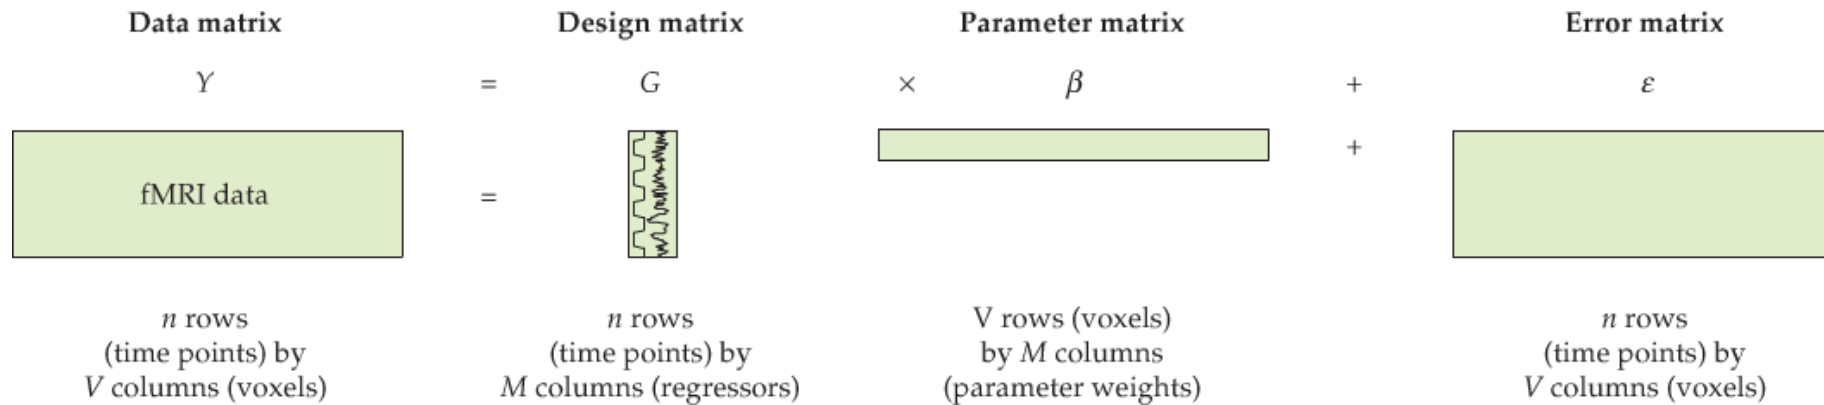 Data matrix
Design matrix
Parameter matrix
Error matrix
Y = G × β + ε
fMRI data
=
+
n rows
(time points) by
V columns (voxels)
n rows
(time points) by
M columns (regressors)
V rows (voxels)
by M columns
(parameter weights)
n rows
(time points) by
V columns (voxels)